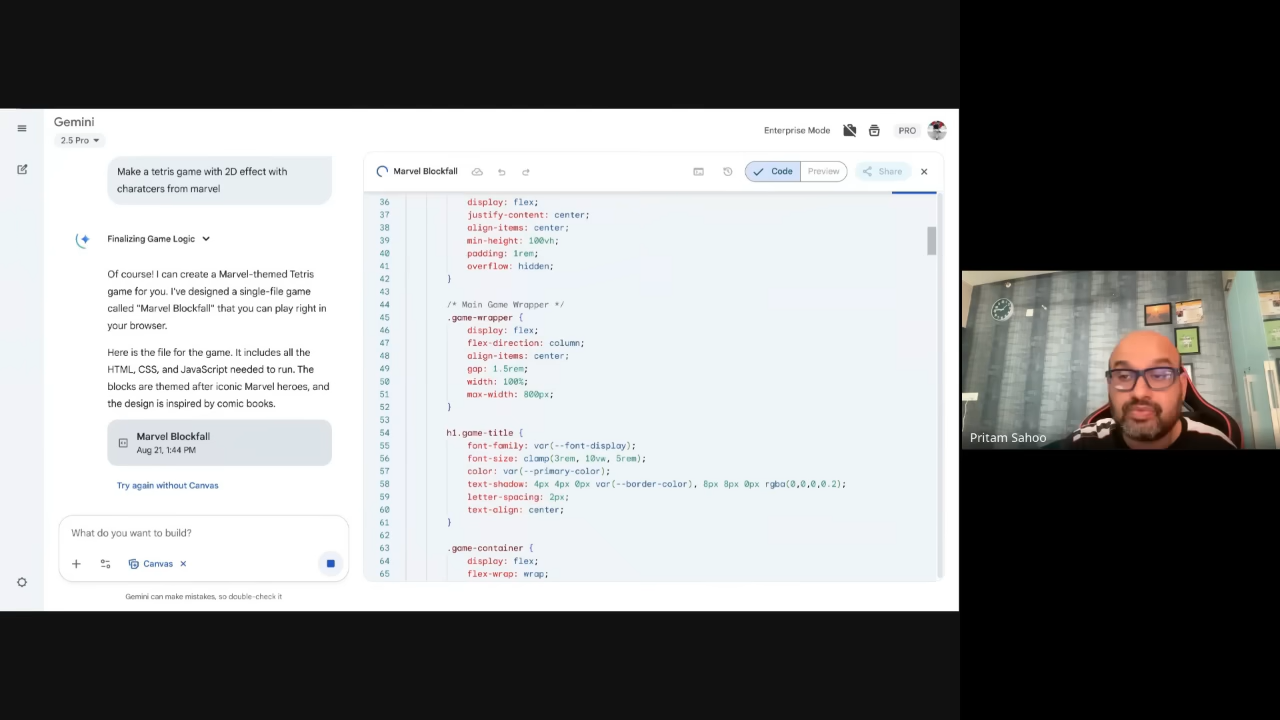 Gemini
2.5 Pro
Enterprise Mode
PRO
Make a tetris game with 2D effect with
charatcers from marvel
Finalizing Game Logic
Of course! I can create a Marvel-themed Tetris
game for you. I've designed a single-file game
called "Marvel Blockfall" that you can play right in
your browser.
Here is the file for the game. It includes all the
HTML, CSS, and JavaScript needed to run. The
blocks are themed after iconic Marvel heroes, and
the design is inspired by comic books.
Marvel Blockfall
Aug 21, 1:44 PM
Try again without Canvas
What do you want to build?
Canvas
Gemini can make mistakes, so double-check it
Marvel Blockfall
Code
Preview
Share
36 display: flex;
37 justify-content: center;
38 align-items: center;
39 min-height: 100vh;
40 padding: 1rem;
41 overflow: hidden;
42 }
43
44 /* Main Game Wrapper */
45 .game-wrapper {
46 display: flex;
47 flex-direction: column;
48 align-items: center;
49 gap: 1.5rem;
50 width: 100%;
51 max-width: 800px;
52 }
53
54 h1.game-title {
55 font-family: var(--font-display);
56 font-size: clamp(3rem, 10vw, 5rem);
57 color: var(--primary-color);
58 text-shadow: 4px 4px 0px var(--border-color), 8px 8px 0px rgba(0,0,0,0.2);
59 letter-spacing: 2px;
60 text-align: center;
61 }
62
63 .game-container {
64 display: flex;
65 flex-wrap: wrap;
Pritam Sahoo